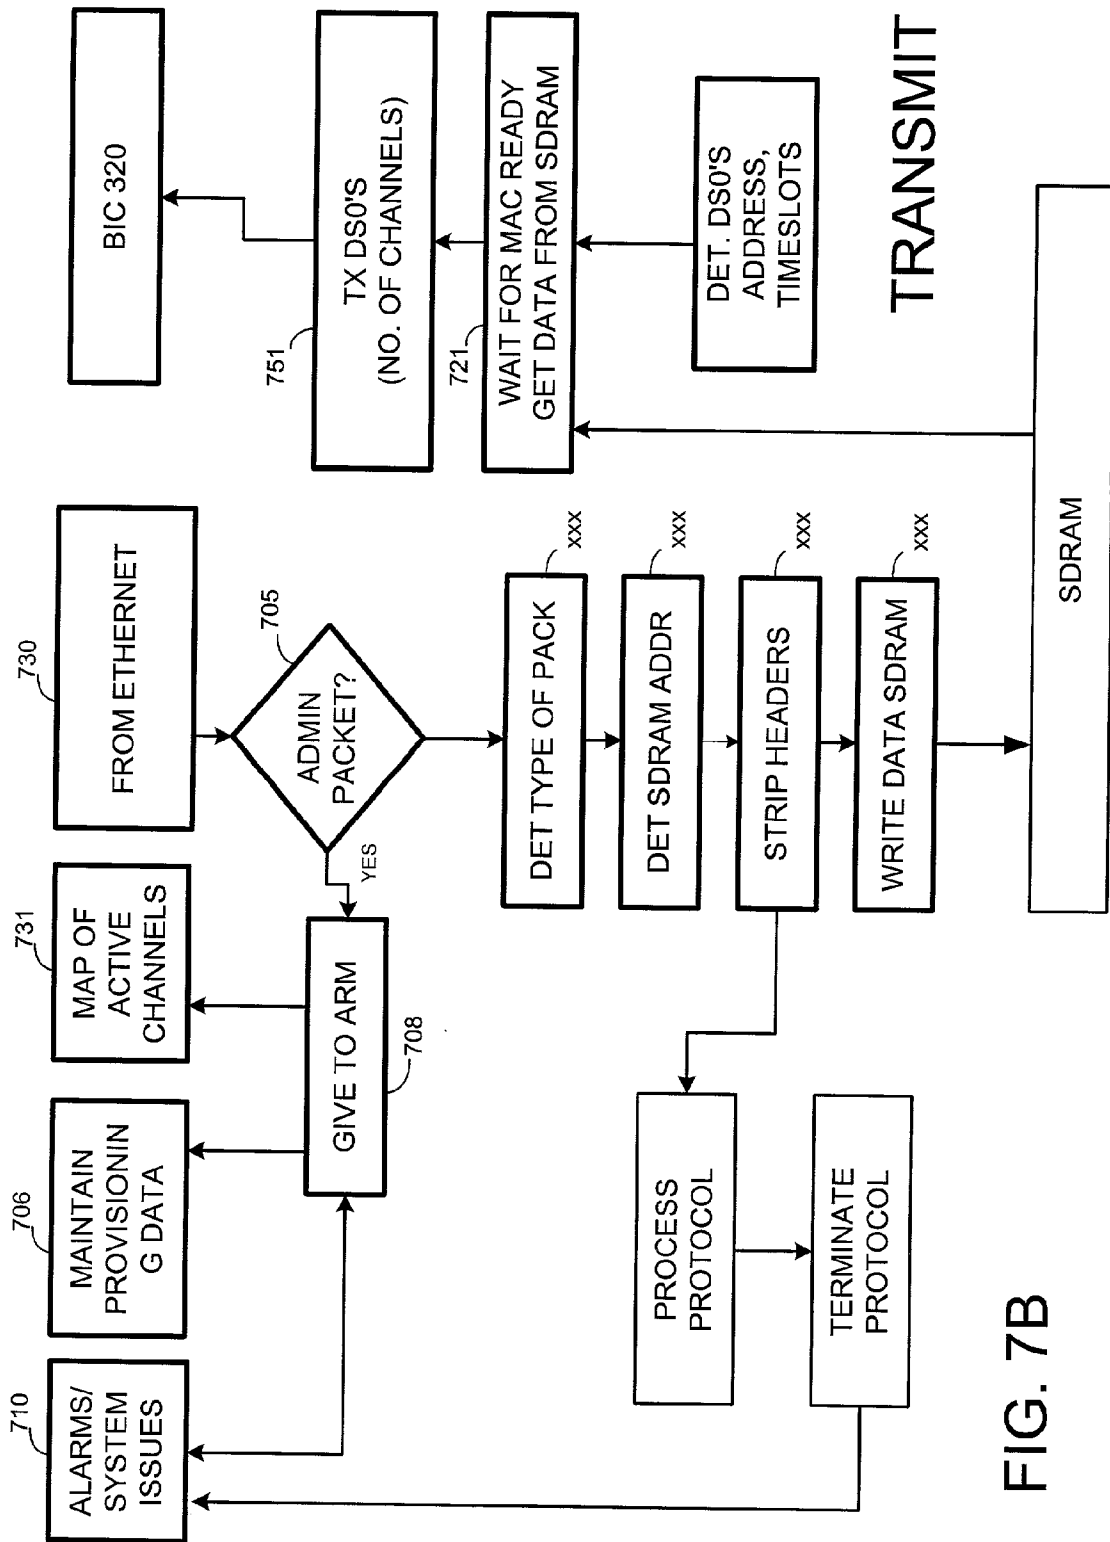 710
ALARMS/
SYSTEM
ISSUES
706
MAINTAIN
PROVISIONIN
G DATA
731
MAP OF
ACTIVE
CHANNELS
730
FROM ETHERNET
BIC 320
GIVE TO ARM
708
YES
ADMIN
PACKET?
705
751
TX DS0'S
(NO. OF CHANNELS)
721
WAIT FOR MAC READY
GET DATA FROM SDRAM
DET TYPE OF PACK
XXX
DET SDRAM ADDR
XXX
STRIP HEADERS
XXX
WRITE DATA SDRAM
XXX
DET. DS0'S
ADDRESS,
TIMESLOTS
PROCESS
PROTOCOL
TERMINATE
PROTOCOL
TRANSMIT
SDRAM
FIG. 7B